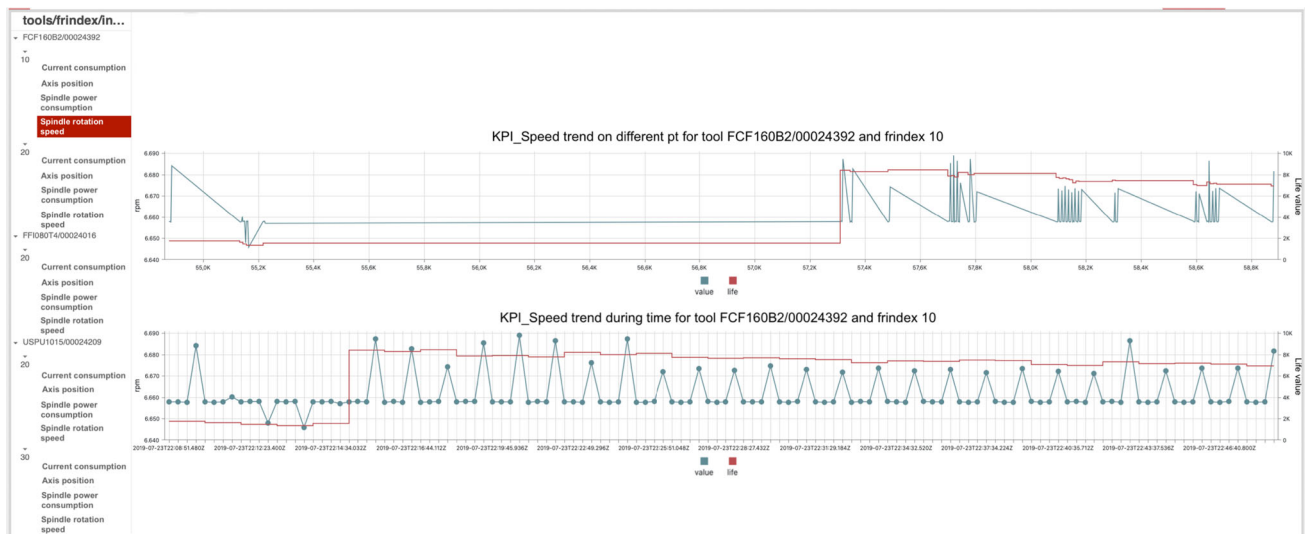 tools/frindex/in...
FCF160B2/00024392
10
Current consumption
Axis position
Spindle power
consumption
Spindle rotation
speed
20
Current consumption
Axis position
Spindle power
consumption
Spindle rotation
speed
FFI080T4/00024016
20
Current consumption
Axis position
Spindle power
consumption
Spindle rotation
speed
USPU1015/00024209
20
Current consumption
Axis position
Spindle power
consumption
Spindle rotation
speed
30
Current consumption
Axis position
Spindle power
consumption
Spindle rotation
speed
KPI_Speed trend on different pt for tool FCF160B2/00024392 and frindex 10
6.690
6.680
6.670
6.660
6.650
6.640
rpm
10K
8K
6K
4K
2K
0
Life value
55,0K 55,2K 55,4K 55,6K 55,8K 56,0K 56,2K 56,4K 56,6K 56,8K 57,0K 57,2K 57,4K 57,6K 57,8K 58,0K 58,2K 58,4K 58,6K 58,8K
value life
KPI_Speed trend during time for tool FCF160B2/00024392 and frindex 10
6.690
6.680
6.670
6.660
6.650
6.640
rpm
10K
8K
6K
4K
2K
0
Life value
2019-07-23T22:08:51.480Z 2019-07-23T22:12:23.400Z 2019-07-23T22:14:34.032Z 2019-07-23T22:16:44.112Z 2019-07-23T22:19:45.936Z 2019-07-23T22:22:49.296Z 2019-07-23T22:25:51.048Z 2019-07-23T22:28:27.432Z 2019-07-23T22:31:29.184Z 2019-07-23T22:34:32.520Z 2019-07-23T22:37:34.224Z 2019-07-23T22:40:35.712Z 2019-07-23T22:43:37.536Z 2019-07-23T22:46:40.800Z
value life